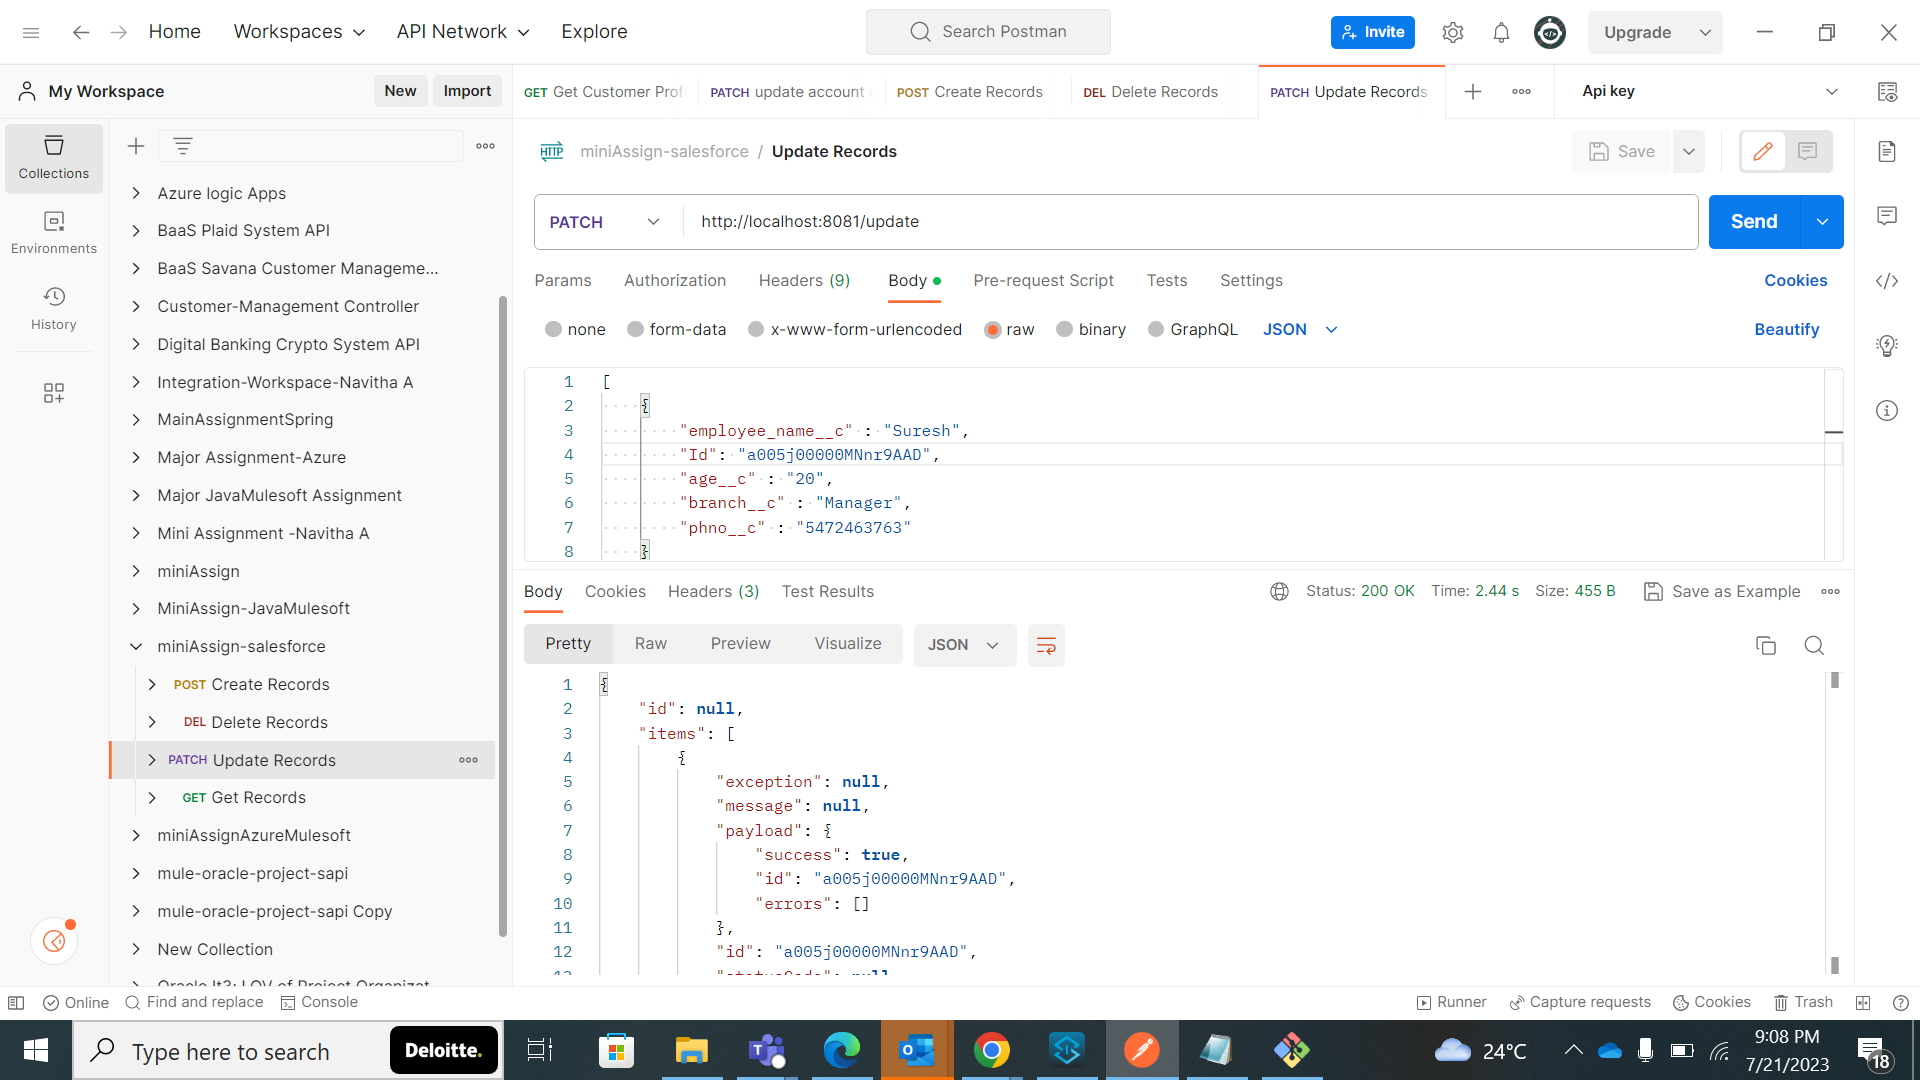 Home
Workspaces
API Network
Explore
Search Postman
Invite
Upgrade
My Workspace
New
Import
GET Get Customer Prof
PATCH update account
POST Create Records
DEL Delete Records
PATCH Update Records
Api key
Collections
Environments
History
Azure logic Apps
BaaS Plaid System API
BaaS Savana Customer Manageme...
Customer-Management Controller
Digital Banking Crypto System API
Integration-Workspace-Navitha A
MainAssignmentSpring
Major Assignment-Azure
Major JavaMulesoft Assignment
Mini Assignment -Navitha A
miniAssign
MiniAssign-JavaMulesoft
miniAssign-salesforce
POST Create Records
DEL Delete Records
PATCH Update Records
GET Get Records
miniAssignAzureMulesoft
mule-oracle-project-sapi
mule-oracle-project-sapi Copy
New Collection
HTTP miniAssign-salesforce / Update Records
Save
PATCH
http://localhost:8081/update
Send
Params
Authorization
Headers (9)
Body
Pre-request Script
Tests
Settings
Cookies
none
form-data
x-www-form-urlencoded
raw
binary
GraphQL
JSON
Beautify
1 [
2 {
3 "employee_name__c" : "Suresh",
4 "Id": "a005j00000MNnr9AAD",
5 "age__c" : "20",
6 "branch__c" : "Manager",
7 "phno__c" : "5472463763"
8 }
Body
Cookies
Headers (3)
Test Results
Status: 200 OK
Time: 2.44 s
Size: 455 B
Save as Example
Pretty
Raw
Preview
Visualize
JSON
1 {
2 "id": null,
3 "items": [
4 {
5 "exception": null,
6 "message": null,
7 "payload": {
8 "success": true,
9 "id": "a005j00000MNnr9AAD",
10 "errors": []
11 },
12 "id": "a005j00000MNnr9AAD",
Online
Find and replace
Console
Runner
Capture requests
Cookies
Trash
Type here to search
Deloitte.
24°C
9:08 PM
7/21/2023
18